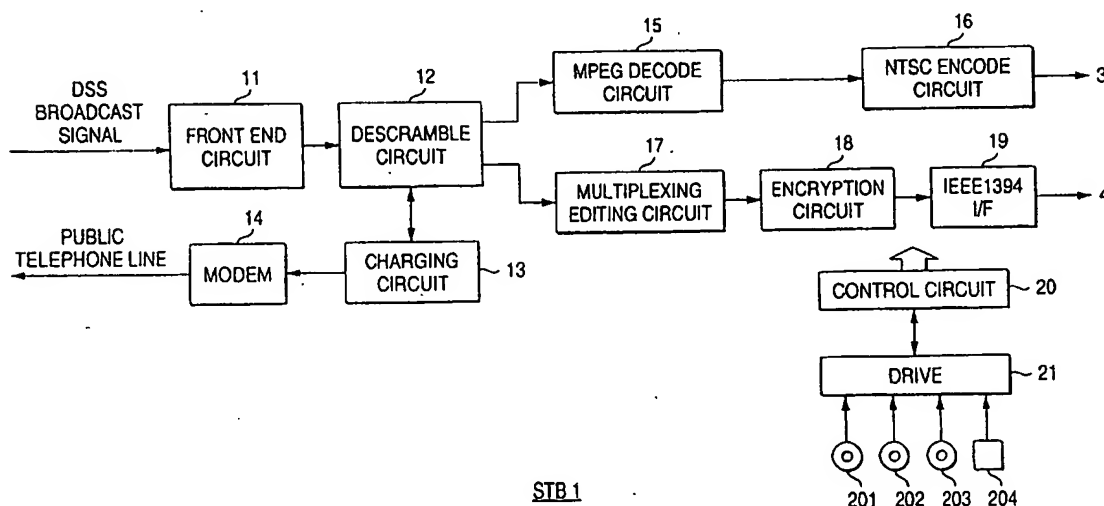 15
16
11
12
DSS
BROADCAST
SIGNAL
FRONT END
CIRCUIT
DESCRAMBLE
CIRCUIT
MPEG DECODE
CIRCUIT
NTSC ENCODE
CIRCUIT
3
17
18
19
MULTIPLEXING
EDITING CIRCUIT
ENCRYPTION
CIRCUIT
IEEE1394
I/F
4
PUBLIC
TELEPHONE LINE
14
MODEM
CHARGING
CIRCUIT
13
CONTROL CIRCUIT
20
DRIVE
21
201
202
203
204
STB 1